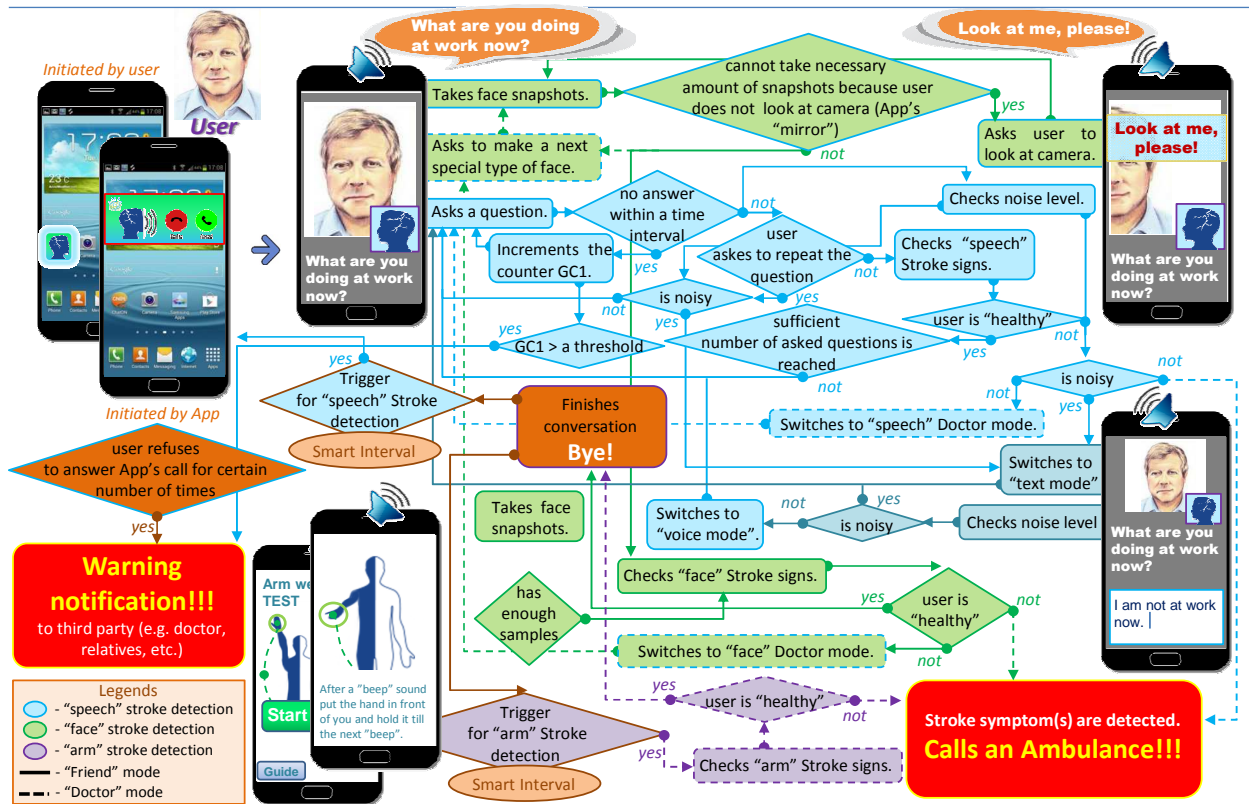 What are you doing
at work now?
Look at me, please!
Initiated by user
User
17:08
Initiated by App
What are you
doing at work
now?
Takes face snapshots.
cannot take necessary
amount of snapshots because user
does not look at camera (App's
"mirror")
yes
not
Asks user to
look at camera.
Look at me,
please!
What are you
doing at work
now?
Asks to make a next
special type of face.
Asks a question.
no answer
within a time
interval
not
yes
Checks noise level.
Increments the
counter GC1.
user
askes to repeat the
question
not
yes
Checks "speech"
Stroke signs.
is noisy
not
yes
user is "healthy"
yes
not
GC1 > a threshold
yes
sufficient
number of asked questions is
reached
not
is noisy
not
yes
not
yes
Trigger
for "speech" Stroke
detection
Smart Interval
Finishes
conversation
Bye!
Switches to "speech" Doctor mode.
user refuses
to answer App's call for certain
number of times
yes
Switches to
"text mode"
Takes face
snapshots.
Switches to
"voice mode".
not
yes
is noisy
Checks noise level
What are you
doing at work
now?
I am not at work
now.
Warning
notification!!!
to third party (e.g. doctor,
relatives, etc.)
Arm we
TEST
Start
Guide
After a "beep" sound
put the hand in front
of you and hold it till
the next "beep".
Checks "face" Stroke signs.
has
enough
samples
yes
user is
"healthy"
not
not
Switches to "face" Doctor mode.
Legends
- "speech" stroke detection
- "face" stroke detection
- "arm" stroke detection
- "Friend" mode
- "Doctor" mode
Trigger
for "arm" Stroke
detection
Smart Interval
yes
yes
user is "healthy"
not
Checks "arm" Stroke signs.
Stroke symptom(s) are detected.
Calls an Ambulance!!!